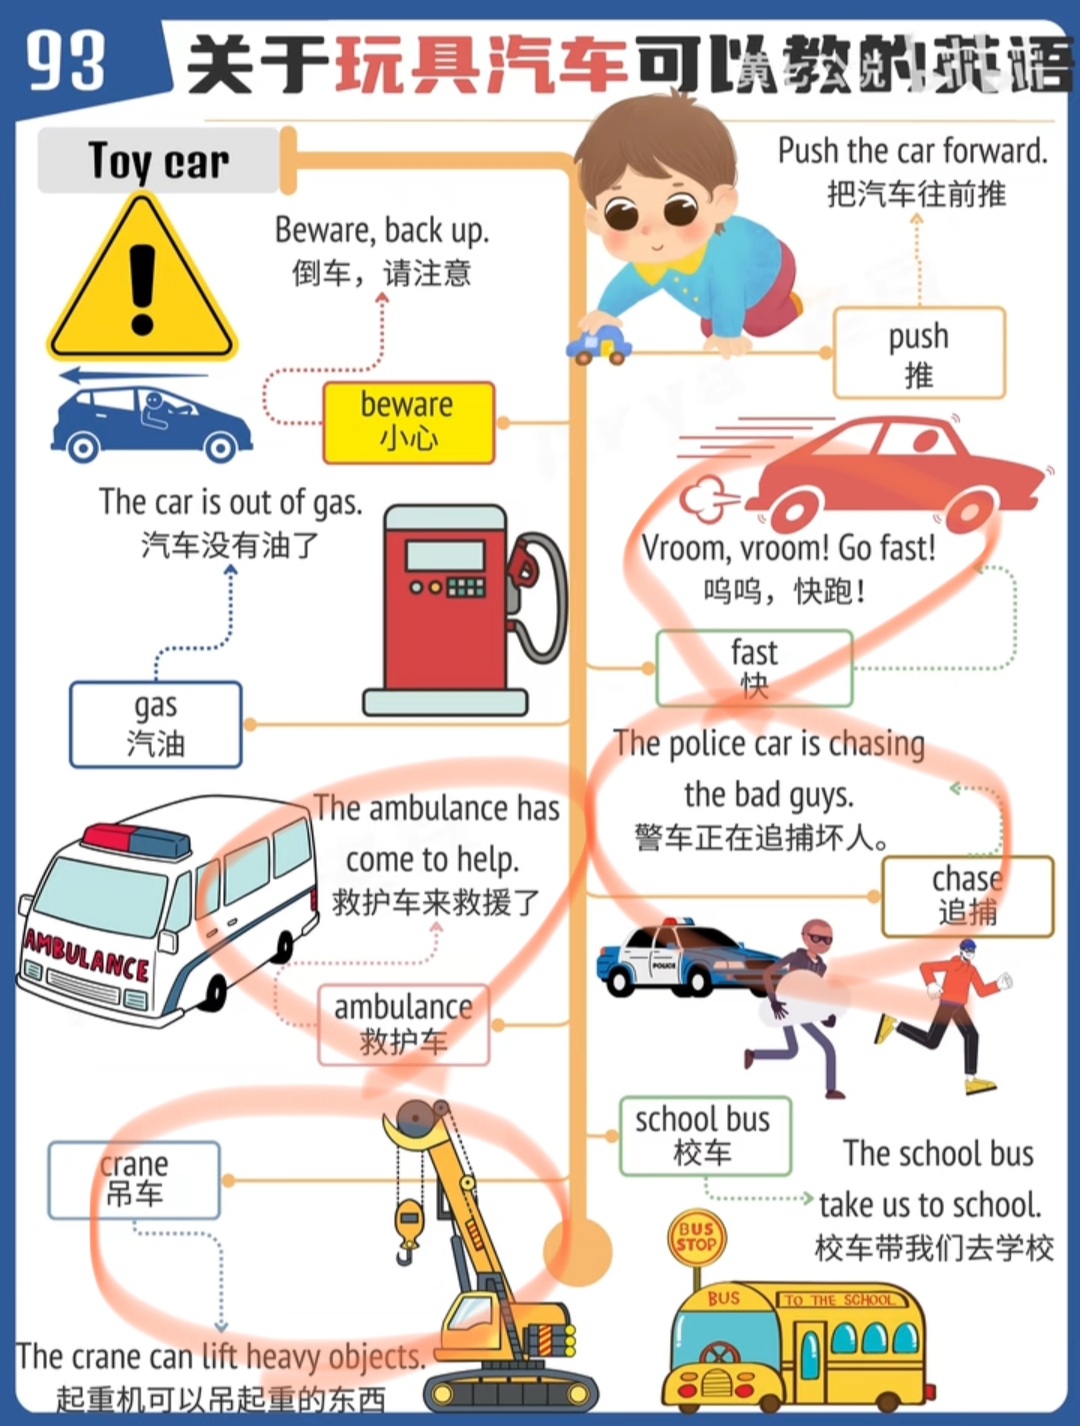 93
关于玩具汽车可以教的英语
Toy car
Push the car forward.
把汽车往前推
push
推
Beware, back up.
倒车，请注意
beware
小心
The car is out of gas.
汽车没有油了
gas
汽油
Vroom, vroom! Go fast!
呜呜，快跑！
fast
快
The police car is chasing
the bad guys.
警车正在追捕坏人。
chase
追捕
POLICE
The ambulance has
come to help.
救护车来救援了
AMBULANCE
ambulance
救护车
crane
吊车
The crane can lift heavy objects.
起重机可以吊起重的东西
school bus
校车
The school bus
take us to school.
校车带我们去学校
BUS
STOP
BUS
TO THE SCHOOL